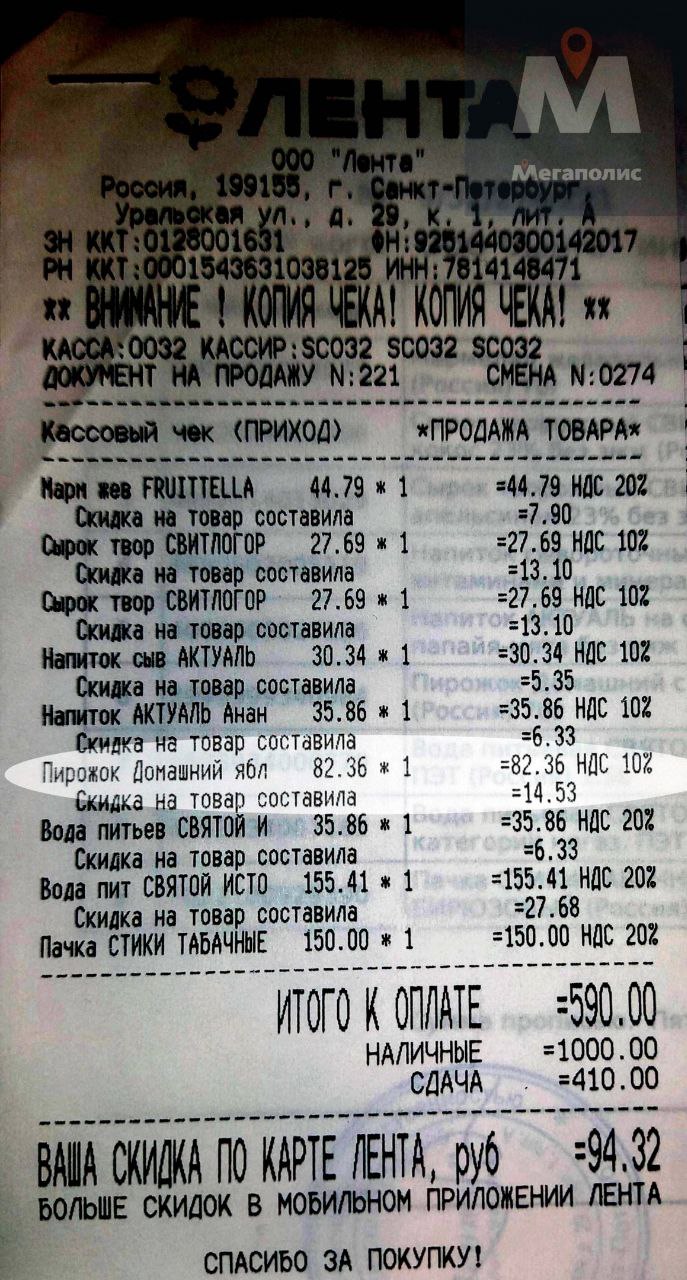 ЛЕНТА
М
Мегаполис
ООО "Лента"
Россия, 199155, г. Санкт-Петербург,
Уральская ул., д. 29, к. 1, лит. А
ЗН ККТ:0128001631 ФН:9251440300142017
РН ККТ:0001543631038125 ИНН:7814148471
** ВНИМАНИЕ ! КОПИЯ ЧЕКА! КОПИЯ ЧЕКА! **
КАССА:0032 КАССИР:SC032 SC032 SC032
ДОКУМЕНТ НА ПРОДАЖУ N:221 СМЕНА N:0274
Кассовый чек (ПРИХОД) *ПРОДАЖА ТОВАРА*
Марм жев FRUITTELLA 44.79 * 1 =44.79 НДС 20%
Скидка на товар составила =7.90
Сырок твор СВИТЛОГОР 27.69 * 1 =27.69 НДС 10%
Скидка на товар составила =13.10
Сырок твор СВИТЛОГОР 27.69 * 1 =27.69 НДС 10%
Скидка на товар составила =13.10
Напиток сыв АКТУАЛЬ 30.34 * 1 =30.34 НДС 10%
Скидка на товар составила =5.35
Напиток АКТУАЛЬ Анан 35.86 * 1 =35.86 НДС 10%
Скидка на товар составила =6.33
Пирожок Домашний ябл 82.36 * 1 =82.36 НДС 10%
Скидка на товар составила =14.53
Вода питьев СВЯТОЙ И 35.86 * 1 =35.86 НДС 20%
Скидка на товар составила =6.33
Вода пит СВЯТОЙ ИСТО 155.41 * 1 =155.41 НДС 20%
Скидка на товар составила =27.68
Пачка СТИКИ ТАБАЧНЫЕ 150.00 * 1 =150.00 НДС 20%
ИТОГО К ОПЛАТЕ =590.00
НАЛИЧНЫЕ =1000.00
СДАЧА =410.00
ВАША СКИДКА ПО КАРТЕ ЛЕНТА, руб =94.32
БОЛЬШЕ СКИДОК В МОБИЛЬНОМ ПРИЛОЖЕНИИ ЛЕНТА
СПАСИБО ЗА ПОКУПКУ!